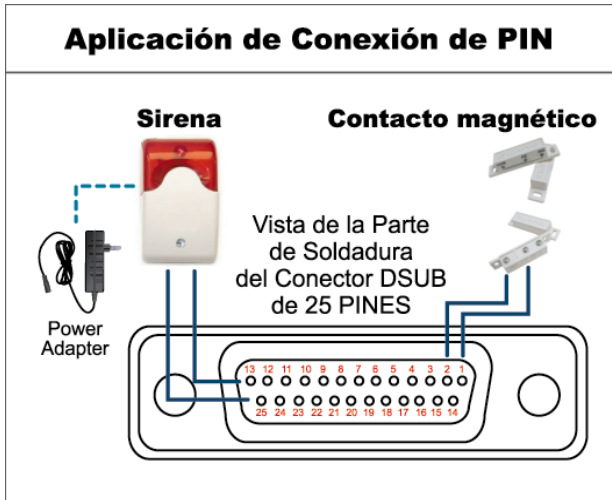 Aplicación de Conexión de PIN
Sirena
Contacto magnético
Vista de la Parte
de Soldadura
del Conector DSUB
de 25 PINES
Power
Adapter
13 12 11 10 9 8 7 6 5 4 3 2 1
25 24 23 22 21 20 19 18 17 16 15 14